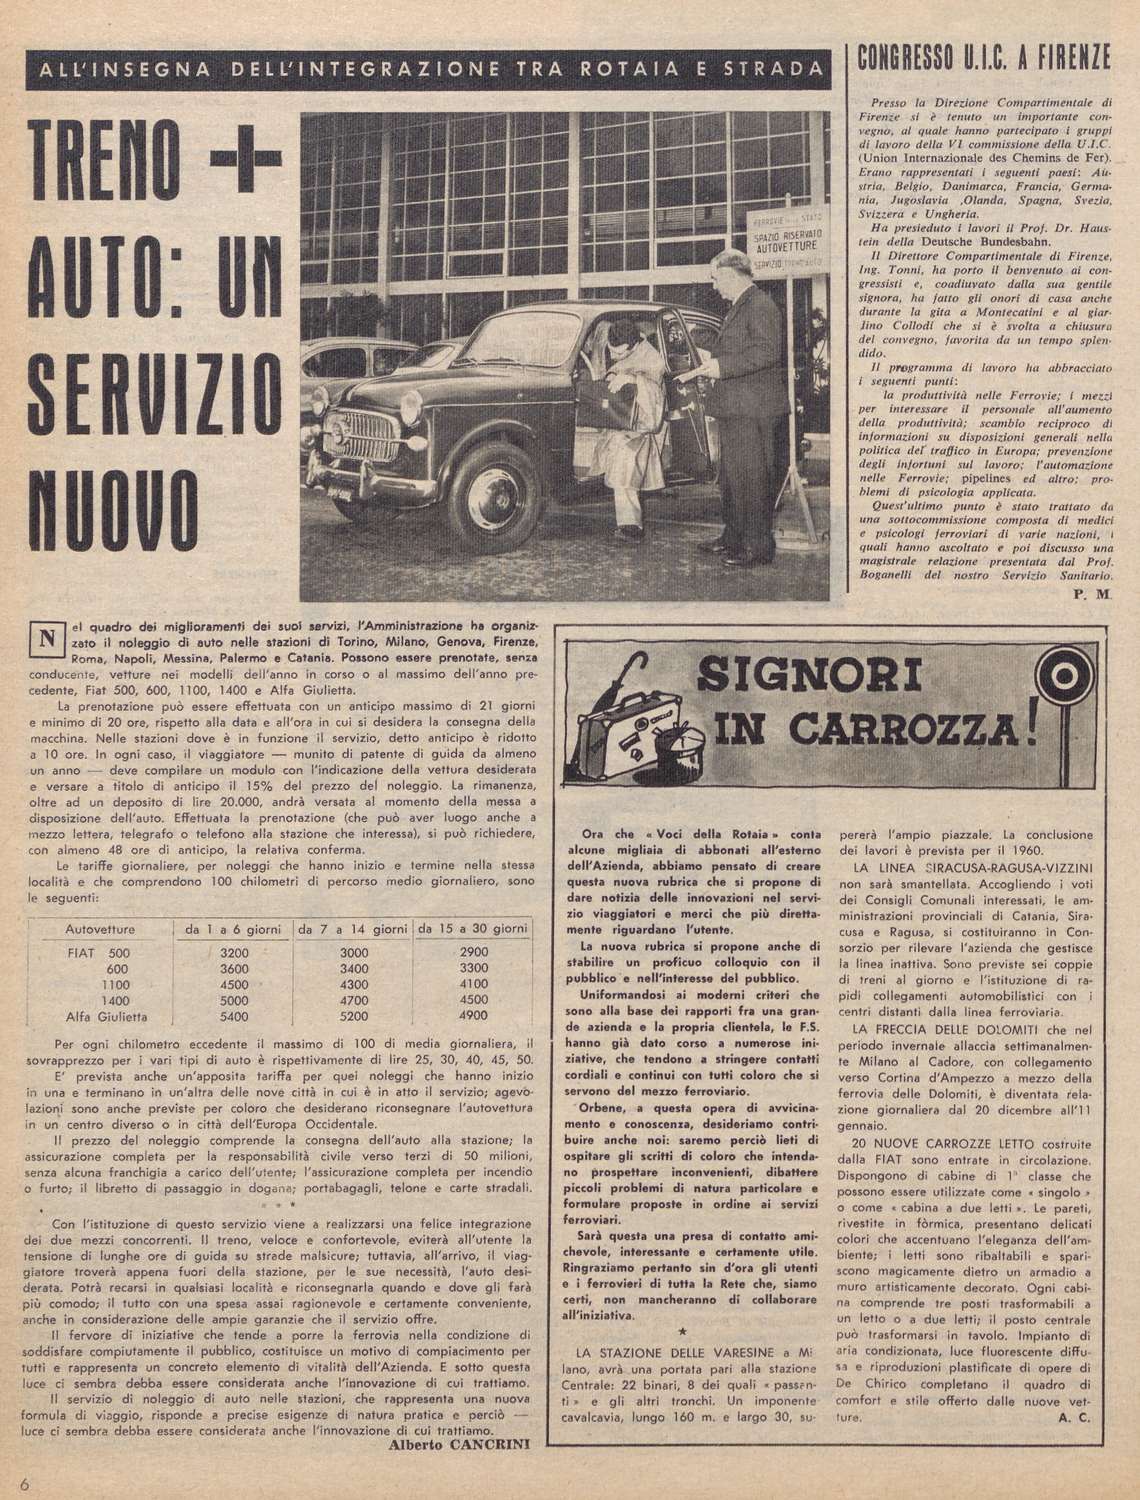 ALL'INSEGNA DELL'INTEGRAZIONE TRA ROTAIA E STRADA
TRENO +
AUTO: UN
SERVIZIO
NUOVO
FERROVIE STATO
SPAZIO RISERVATO
AUTOVETTURE
SERVIZIO TRENO AUTO
Nel quadro dei miglioramenti dei suoi servizi, l'Amministrazione ha organiz-
zato il noleggio di auto nelle stazioni di Torino, Milano, Genova, Firenze,
Roma, Napoli, Messina, Palermo e Catania. Possono essere prenotate, senza
conducente, vetture nei modelli dell'anno in corso o al massimo dell'anno pre-
cedente, Fiat 500, 600, 1100, 1400 e Alfa Giulietta.
La prenotazione può essere effettuata con un anticipo massimo di 21 giorni
e minimo di 20 ore, rispetto alla data e all'ora in cui si desidera la consegna della
macchina. Nelle stazioni dove è in funzione il servizio, detto anticipo è ridotto
a 10 ore. In ogni caso, il viaggiatore — munito di patente di guida da almeno
un anno — deve compilare un modulo con l'indicazione della vettura desiderata
e versare a titolo di anticipo il 15% del prezzo del noleggio. La rimanenza,
oltre ad un deposito di lire 20.000, andrà versata al momento della messa a
disposizione dell'auto. Effettuata la prenotazione (che può aver luogo anche a
mezzo lettera, telegrafo o telefono alla stazione che interessa), si può richiedere,
con almeno 48 ore di anticipo, la relativa conferma.
Le tariffe giornaliere, per noleggi che hanno inizio e termine nella stessa
località e che comprendono 100 chilometri di percorso medio giornaliero, sono
le seguenti:
Autovetture da 1 a 6 giorni da 7 a 14 giorni da 15 a 30 giorni
FIAT 500 3200 3000 2900
600 3600 3400 3300
1100 4500 4300 4100
1400 5000 4700 4500
Alfa Giulietta 5400 5200 4900
Per ogni chilometro eccedente il massimo di 100 di media giornaliera, il
sovrapprezzo per i vari tipi di auto è rispettivamente di lire 25, 30, 40, 45, 50.
E' prevista anche un'apposita tariffa per quei noleggi che hanno inizio
in una e terminano in un'altra delle nove città in cui è in atto il servizio; agevo-
lazioni sono anche previste per coloro che desiderano riconsegnare l'autovettura
in un centro diverso o in città dell'Europa Occidentale.
Il prezzo del noleggio comprende la consegna dell'auto alla stazione; la
assicurazione completa per la responsabilità civile verso terzi di 50 milioni,
senza alcuna franchigia a carico dell'utente; l'assicurazione completa per incendio
o furto; il libretto di passaggio in dogana; portabagagli, telone e carte stradali.
* * *
Con l'istituzione di questo servizio viene a realizzarsi una felice integrazione
dei due mezzi concorrenti. Il treno, veloce e confortevole, eviterà all'utente la
tensione di lunghe ore di guida su strade malsicure; tuttavia, all'arrivo, il viag-
giatore troverà appena fuori della stazione, per le sue necessità, l'auto desi-
derata. Potrà recarsi in qualsiasi località e riconsegnarla quando e dove gli farà
più comodo; il tutto con una spesa assai ragionevole e certamente conveniente,
anche in considerazione delle ampie garanzie che il servizio offre.
Il fervore di iniziative che tende a porre la ferrovia nella condizione di
soddisfare compiutamente il pubblico, costituisce un motivo di compiacimento per
tutti e rappresenta un concreto elemento di vitalità dell'Azienda. E sotto questa
luce ci sembra debba essere considerata anche l'innovazione di cui trattiamo.
Il servizio di noleggio di auto nelle stazioni, che rappresenta una nuova
formula di viaggio, risponde a precise esigenze di natura pratica e perciò —
luce ci sembra debba essere considerata anche l'innovazione di cui trattiamo.
Alberto CANCRINI
6
CONGRESSO U.I.C. A FIRENZE
Presso la Direzione Compartimentale di
Firenze si è tenuto un importante con-
vegno, al quale hanno partecipato i gruppi
di lavoro della VI commissione della U.I.C.
(Union Internazionale des Chemins de Fer).
Erano rappresentati i seguenti paesi: Au-
stria, Belgio, Danimarca, Francia, Germa-
nia, Jugoslavia ,Olanda, Spagna, Svezia,
Svizzera e Ungheria.
Ha presieduto i lavori il Prof. Dr. Haus-
tein della Deutsche Bundesbahn.
Il Direttore Compartimentale di Firenze,
Ing. Tonni, ha porto il benvenuto ai con-
gressisti e, coadiuvato dalla sua gentile
signora, ha fatto gli onori di casa anche
durante la gita a Montecatini e al giar-
dino Collodi che si è svolta a chiusura
del convegno, favorita da un tempo splen-
dido.
Il programma di lavoro ha abbracciato
i seguenti punti:
la produttività nelle Ferrovie; i mezzi
per interessare il personale all'aumento
della produttività; scambio reciproco di
informazioni su disposizioni generali nella
politica del traffico in Europa; prevenzione
degli infortuni sul lavoro; l'automazione
nelle Ferrovie; pipelines ed altro; pro-
blemi di psicologia applicata.
Quest'ultimo punto è stato trattato da
una sottocommissione composta di medici
e psicologi ferroviari di varie nazioni, i
quali hanno ascoltato e poi discusso una
magistrale relazione presentata dal Prof.
Boganelli del nostro Servizio Sanitario.
P. M.
SIGNORI
IN CARROZZA!
Ora che « Voci della Rotaia » conta
alcune migliaia di abbonati all'esterno
dell'Azienda, abbiamo pensato di creare
questa nuova rubrica che si propone di
dare notizia delle innovazioni nel servi-
zio viaggiatori e merci che più diretta-
mente riguardano l'utente.
La nuova rubrica si propone anche di
stabilire un proficuo colloquio con il
pubblico e nell'interesse del pubblico.
Uniformandosi ai moderni criteri che
sono alla base dei rapporti fra una gran-
de azienda e la propria clientela, le F.S.
hanno già dato corso a numerose ini-
ziative, che tendono a stringere contatti
cordiali e continui con tutti coloro che si
servono del mezzo ferroviario.
Orbene, a questa opera di avvicina-
mento e conoscenza, desideriamo contri-
buire anche noi: saremo perciò lieti di
ospitare gli scritti di coloro che intenda-
no prospettare inconvenienti, dibattere
piccoli problemi di natura particolare e
formulare proposte in ordine ai servizi
ferroviari.
Sarà questa una presa di contatto ami-
chevole, interessante e certamente utile.
Ringraziamo pertanto sin d'ora gli utenti
e i ferrovieri di tutta la Rete che, siamo
certi, non mancheranno di collaborare
all'iniziativa.
★
LA STAZIONE DELLE VARESINE a Mi
lano, avrà una portata pari alla stazione
Centrale: 22 binari, 8 dei quali « passan-
ti » e gli altri tronchi. Un imponente
cavalcavia, lungo 160 m. e largo 30, su-
pererà l'ampio piazzale. La conclusione
dei lavori è prevista per il 1960.
LA LINEA SIRACUSA-RAGUSA-VIZZINI
non sarà smantellata. Accogliendo i voti
dei Consigli Comunali interessati, le am-
ministrazioni provinciali di Catania, Sira-
cusa e Ragusa, si costituiranno in Con-
sorzio per rilevare l'azienda che gestisce
la linea inattiva. Sono previste sei coppie
di treni al giorno e l'istituzione di ra-
pidi collegamenti automobilistici con i
centri distanti dalla linea ferroviaria.
LA FRECCIA DELLE DOLOMITI che nel
periodo invernale allaccia settimanalmen-
te Milano al Cadore, con collegamento
verso Cortina d'Ampezzo a mezzo della
ferrovia delle Dolomiti, è diventata rela-
zione giornaliera dal 20 dicembre all'11
gennaio.
20 NUOVE CARROZZE LETTO costruite
dalla FIAT sono entrate in circolazione.
Dispongono di cabine di 1ª classe che
possono essere utilizzate come « singolo »
o come « cabina a due letti ». Le pareti,
rivestite in fòrmica, presentano delicati
colori che accentuano l'eleganza dell'am-
biente; i letti sono ribaltabili e spari-
scono magicamente dietro un armadio a
muro artisticamente decorato. Ogni cabi-
na comprende tre posti trasformabili a
un letto o a due letti; il posto centrale
può trasformarsi in tavolo. Impianto di
aria condizionata, luce fluorescente diffu-
sa e riproduzioni plastificate di opere di
De Chirico completano il quadro di
comfort e stile offerto dalle nuove vet-
ture. A. C.